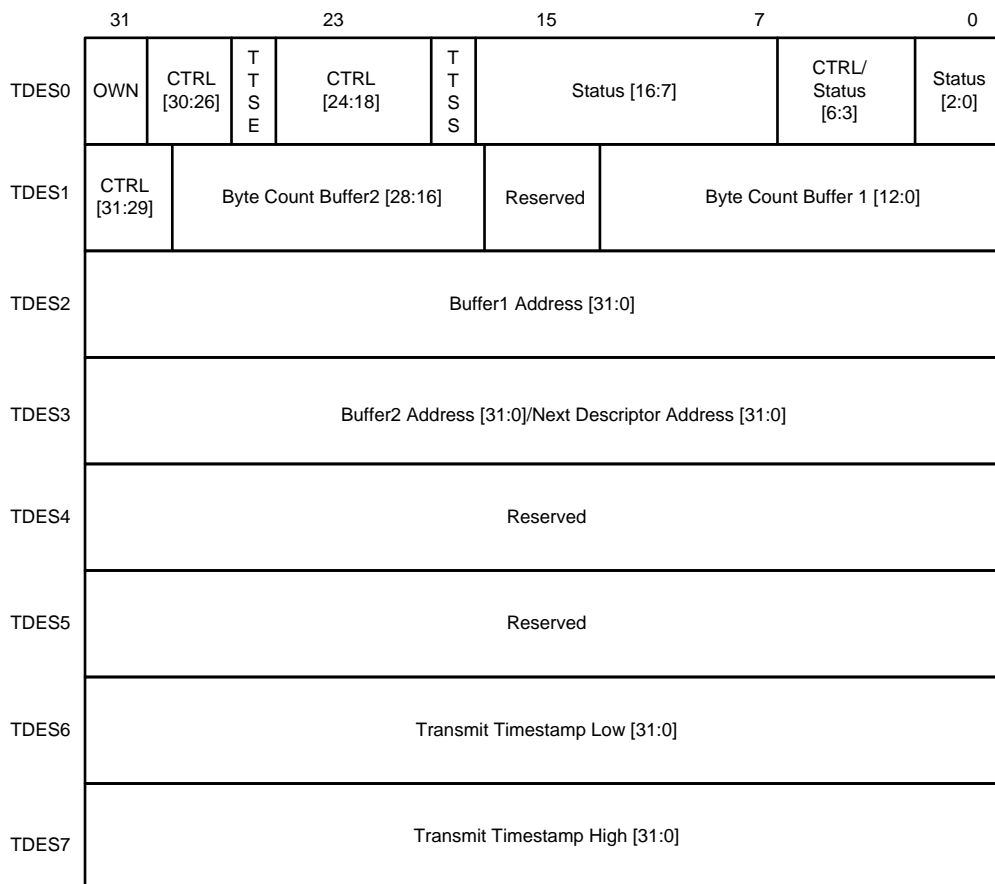 31 23 15 7 0
TDES0 OWN CTRL [30:26] TTSE CTRL [24:18] TTSS Status [16:7] CTRL/ Status [6:3] Status [2:0]
TDES1 CTRL [31:29] Byte Count Buffer2 [28:16] Reserved Byte Count Buffer 1 [12:0]
TDES2 Buffer1 Address [31:0]
TDES3 Buffer2 Address [31:0]/Next Descriptor Address [31:0]
TDES4 Reserved
TDES5 Reserved
TDES6 Transmit Timestamp Low [31:0]
TDES7 Transmit Timestamp High [31:0]